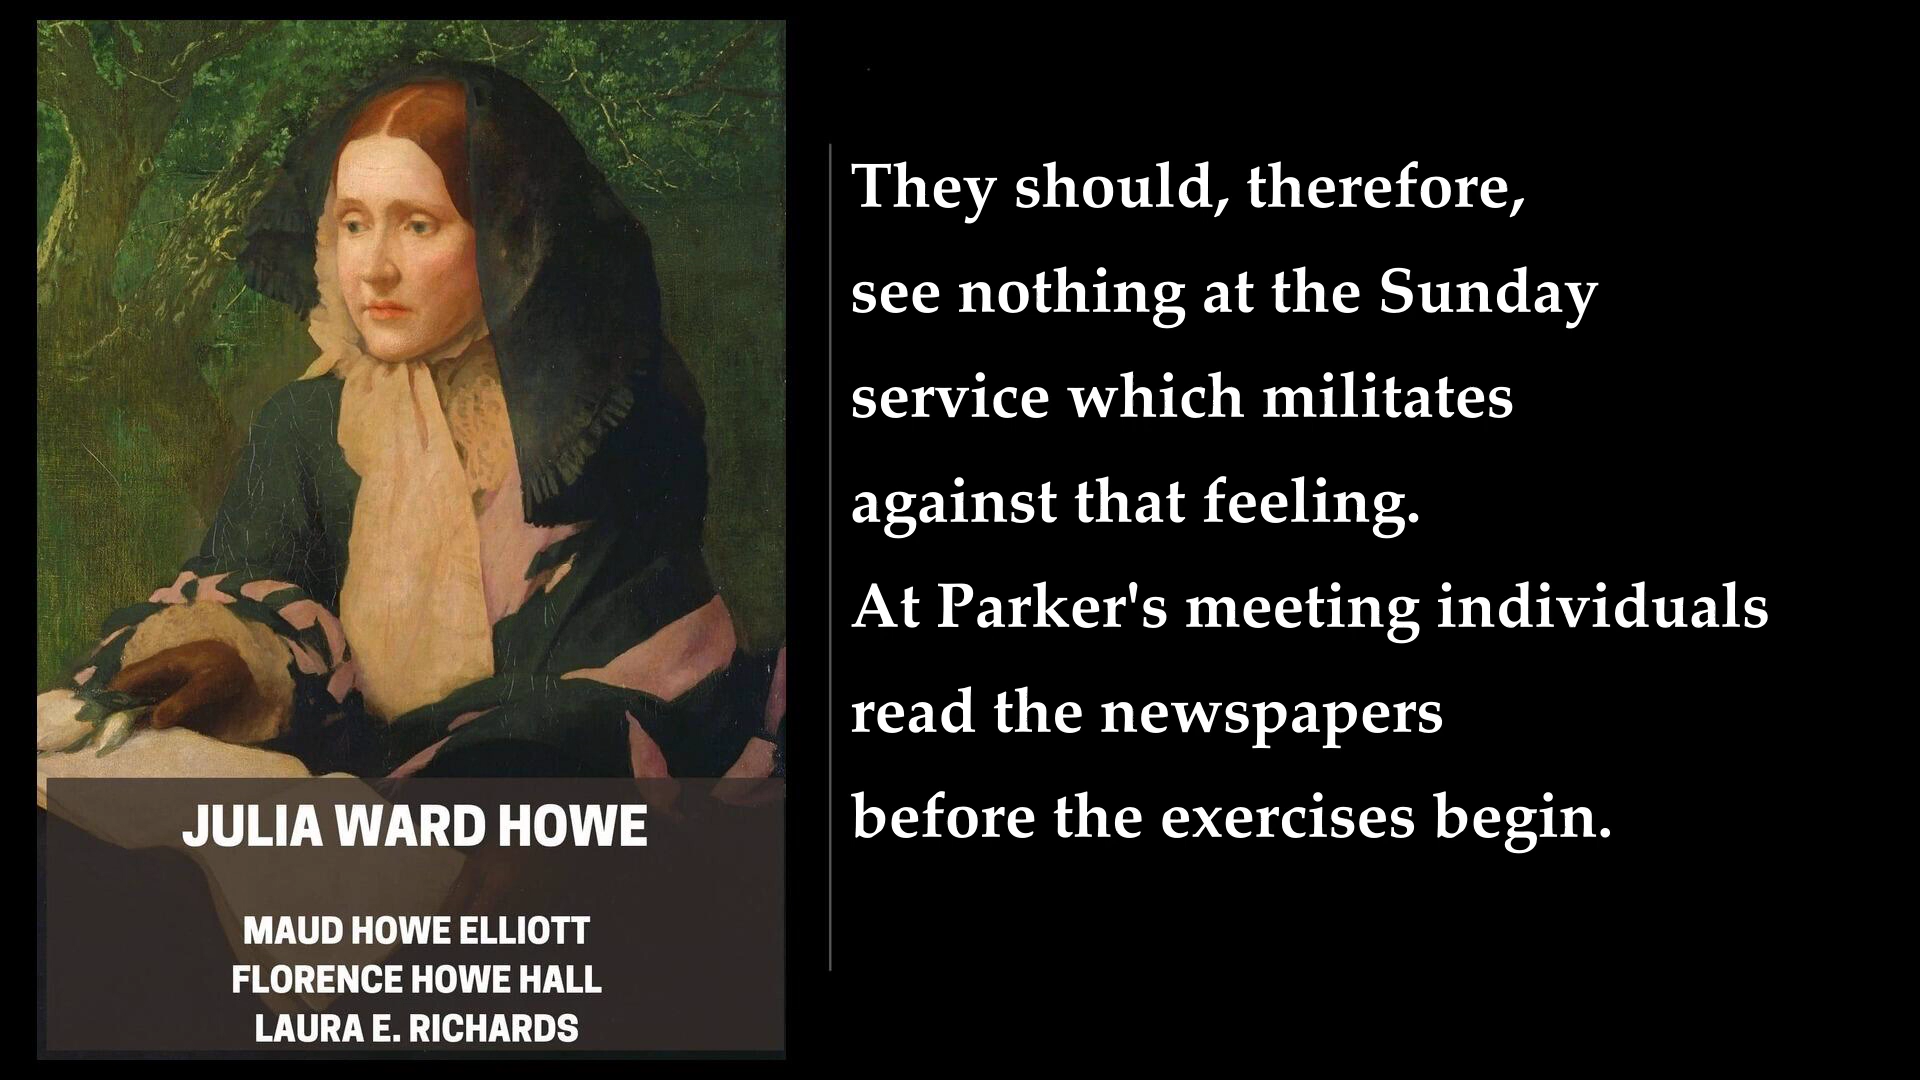 JULIA WARD HOWE
MAUD HOWE ELLIOTT
FLORENCE HOWE HALL
LAURA E. RICHARDS
They should, therefore,
see nothing at the Sunday
service which militates
against that feeling.
At Parker's meeting individuals
read the newspapers
before the exercises begin.